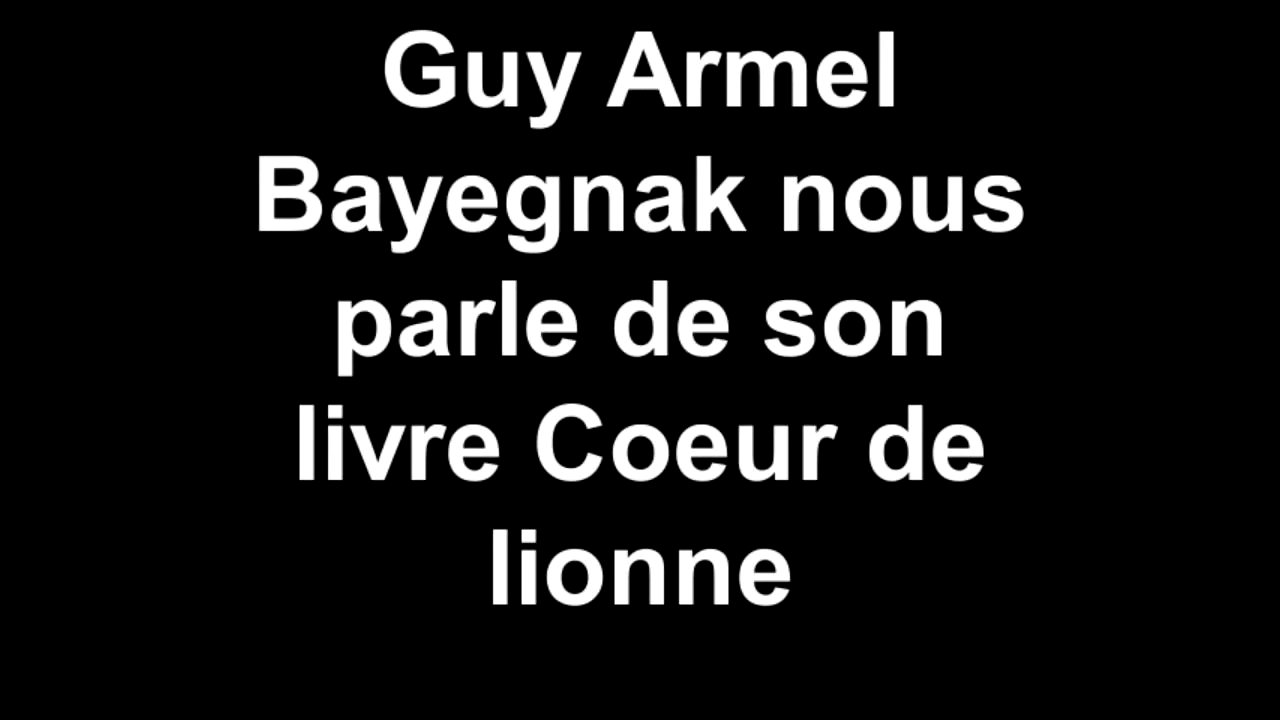 Guy Armel
Bayegnak nous
parle de son
livre Coeur de
lionne